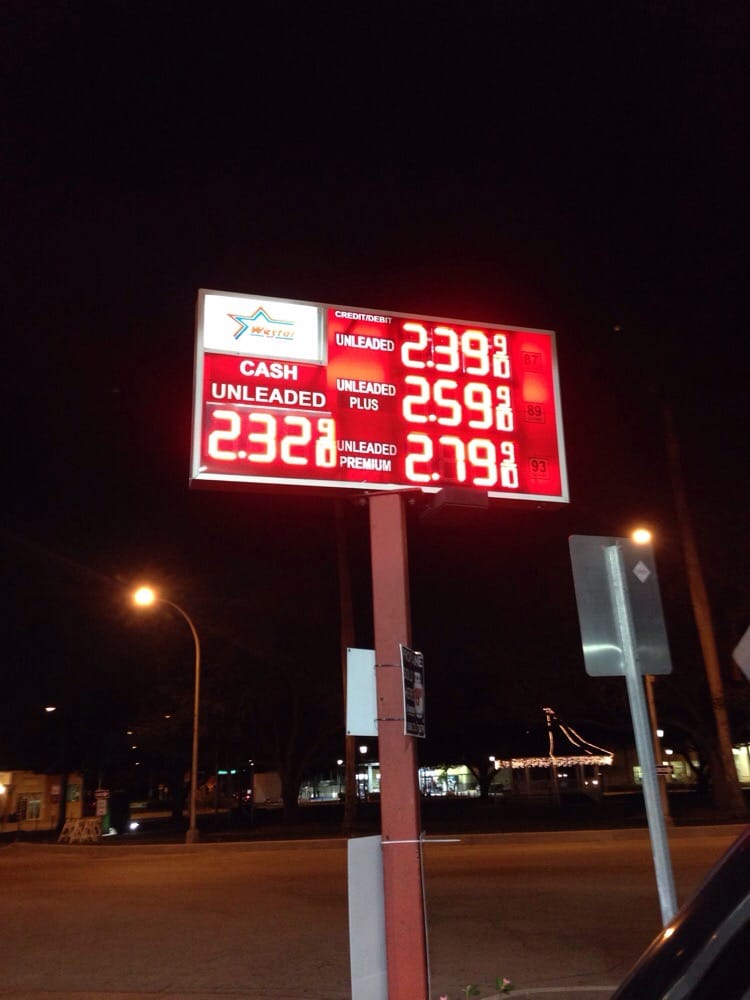 Westar
CASH
UNLEADED
2.32 9/10
CREDIT/DEBIT
UNLEADED 2.39 9/10 87
UNLEADED
PLUS 2.59 9/10 89
UNLEADED
PREMIUM 2.79 9/10 93